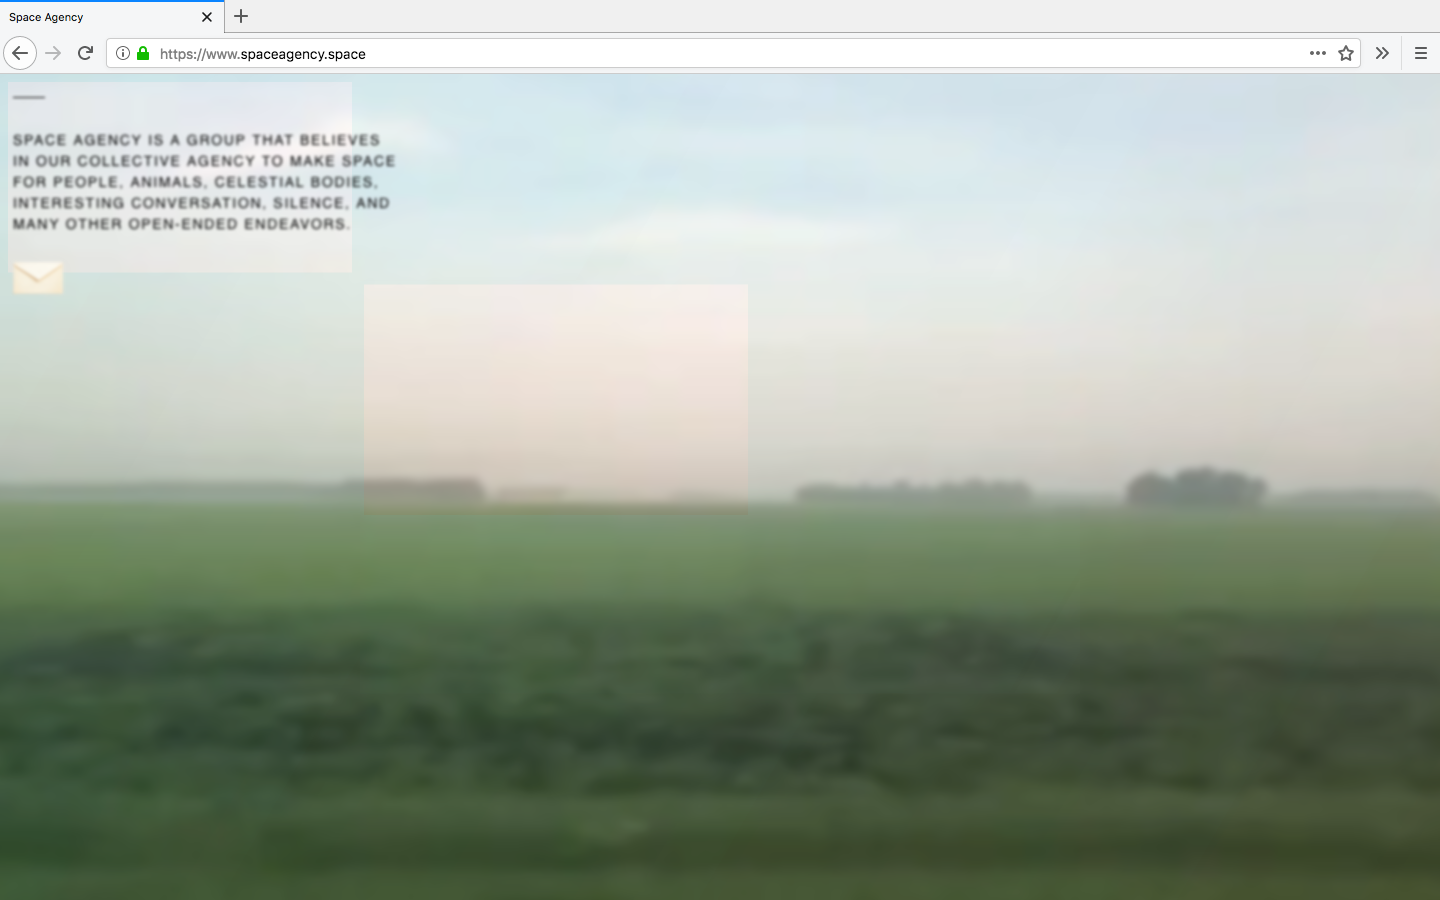 Space Agency
https://www.spaceagency.space
SPACE AGENCY IS A GROUP THAT BELIEVES
IN OUR COLLECTIVE AGENCY TO MAKE SPACE
FOR PEOPLE, ANIMALS, CELESTIAL BODIES,
INTERESTING CONVERSATION, SILENCE, AND
MANY OTHER OPEN-ENDED ENDEAVORS.